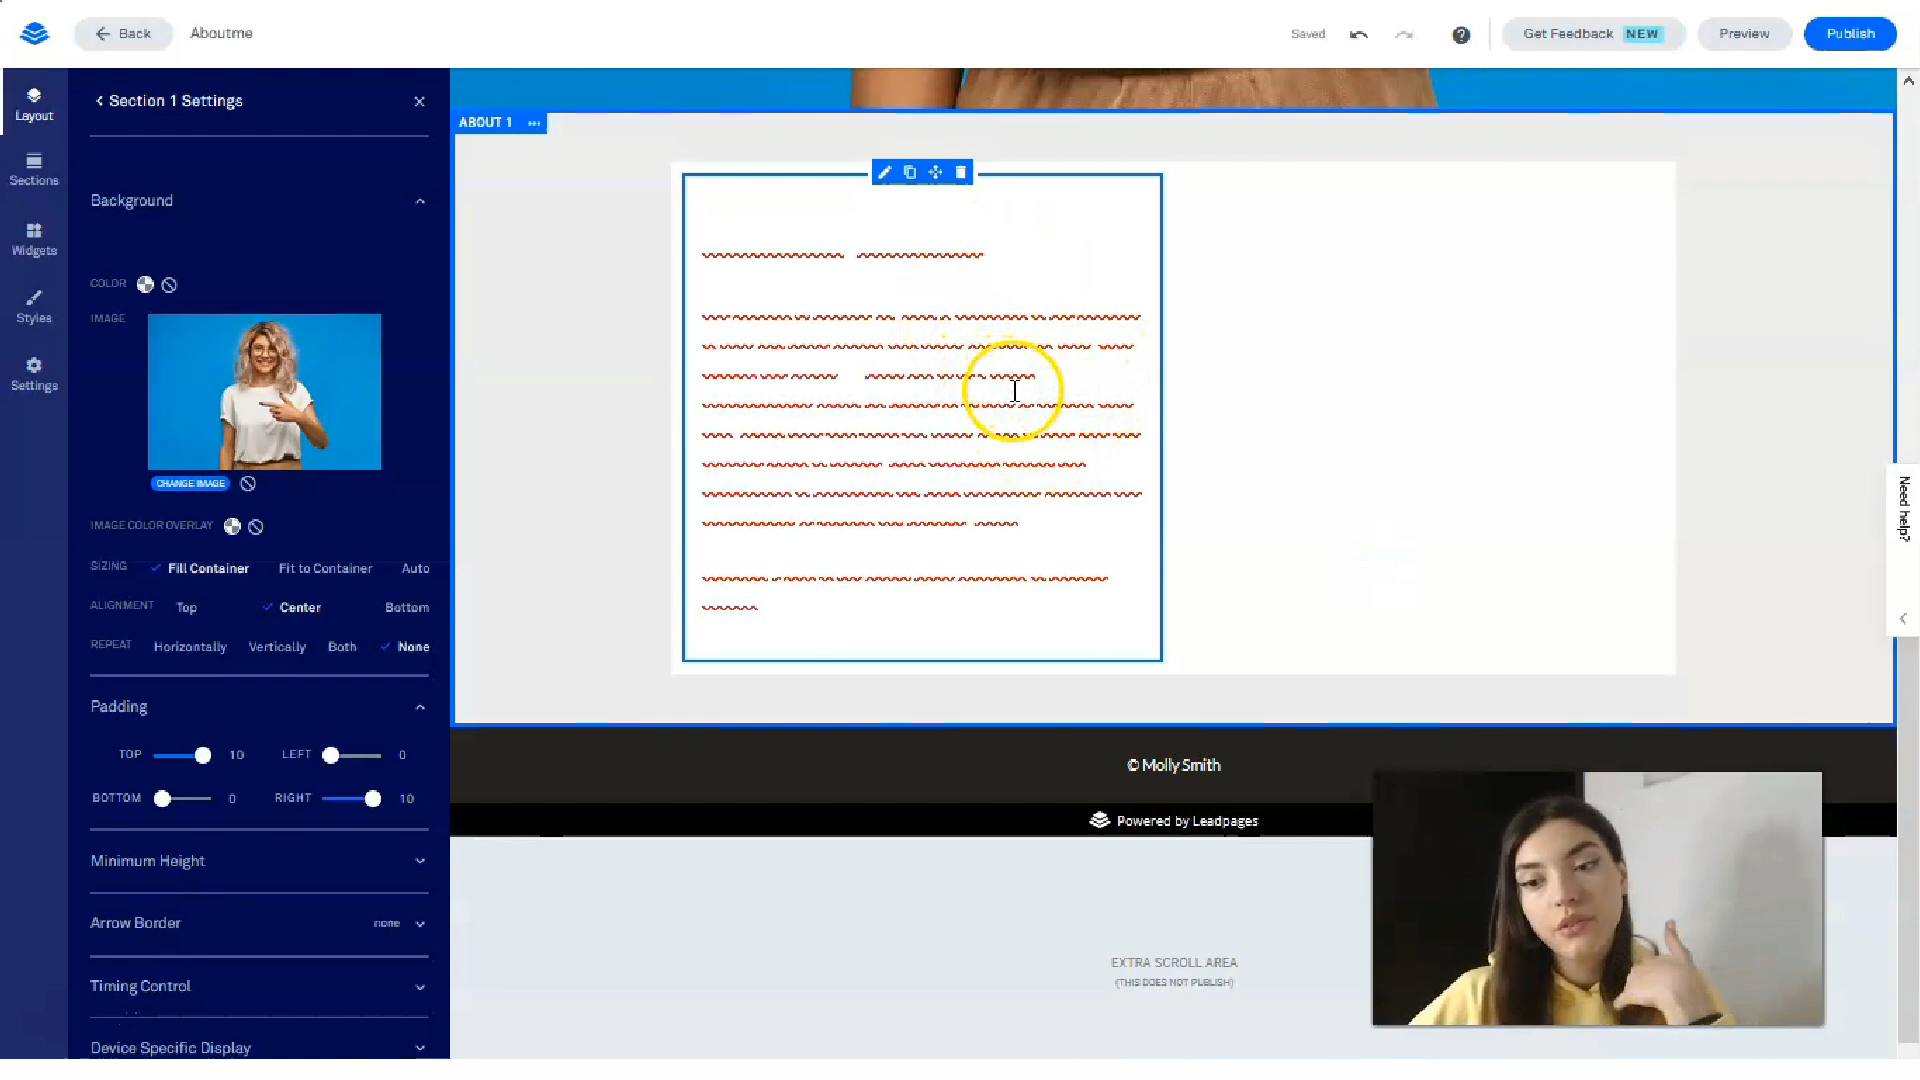 Back
Aboutme
Saved
Get Feedback NEW
Preview
Publish
Layout
Sections
Widgets
Styles
Settings
Section 1 Settings
Background
COLOR
IMAGE
CHANGE IMAGE
IMAGE COLOR OVERLAY
SIZING Fill Container Fit to Container Auto
ALIGNMENT Top Center Bottom
REPEAT Horizontally Vertically Both None
Padding
TOP 10 LEFT 0
BOTTOM 0 RIGHT 10
Minimum Height
Arrow Border none
Timing Control
Device Specific Display
ABOUT 1
© Molly Smith
Powered by Leadpages
EXTRA SCROLL AREA
(THIS DOES NOT PUBLISH)
Need help?